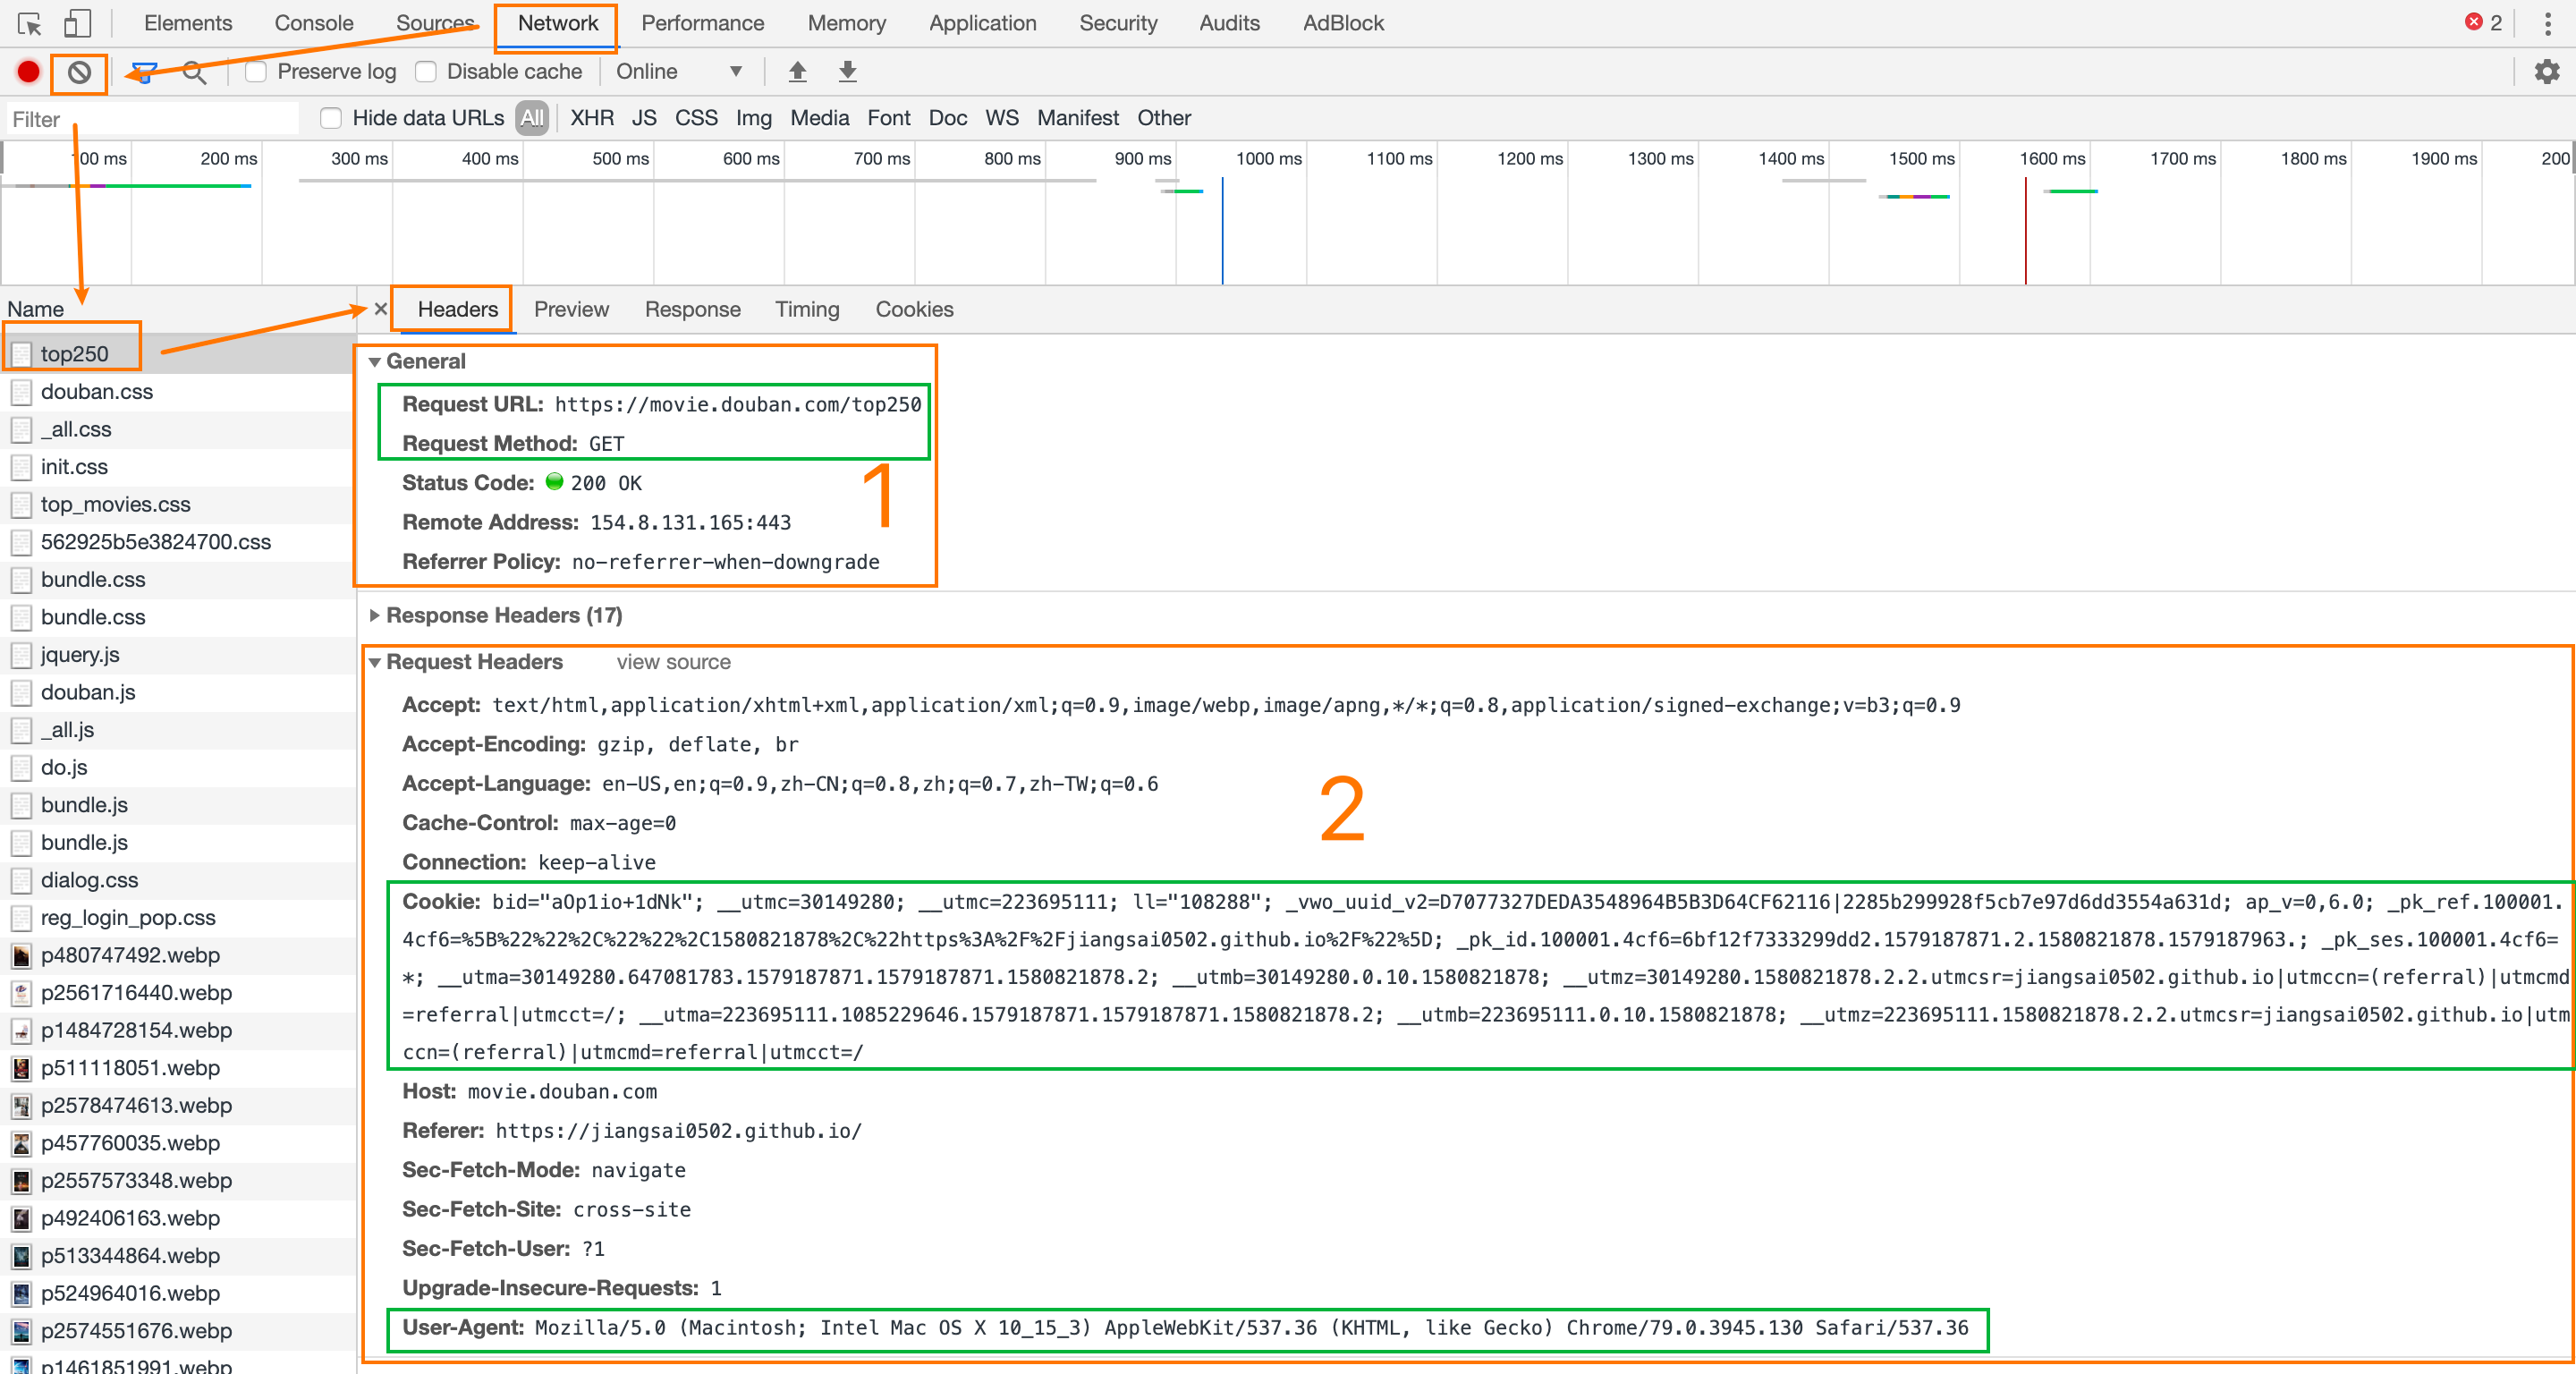 Elements Console Sources Network Performance Memory Application Security Audits AdBlock 2
Preserve log Disable cache Online
Filter Hide data URLs All XHR JS CSS Img Media Font Doc WS Manifest Other
100 ms 200 ms 300 ms 400 ms 500 ms 600 ms 700 ms 800 ms 900 ms 1000 ms 1100 ms 1200 ms 1300 ms 1400 ms 1500 ms 1600 ms 1700 ms 1800 ms 1900 ms 200
Name
top250
douban.css
_all.css
init.css
top_movies.css
562925b5e3824700.css
bundle.css
bundle.css
jquery.js
douban.js
_all.js
do.js
bundle.js
bundle.js
dialog.css
reg_login_pop.css
p480747492.webp
p2561716440.webp
p1484728154.webp
p511118051.webp
p2578474613.webp
p457760035.webp
p2557573348.webp
p492406163.webp
p513344864.webp
p524964016.webp
p2574551676.webp
p1461851991.webp
× Headers Preview Response Timing Cookies
General
Request URL: https://movie.douban.com/top250
Request Method: GET
Status Code: 200 OK
1
Remote Address: 154.8.131.165:443
Referrer Policy: no-referrer-when-downgrade
Response Headers (17)
Request Headers view source
Accept: text/html,application/xhtml+xml,application/xml;q=0.9,image/webp,image/apng,*/*;q=0.8,application/signed-exchange;v=b3;q=0.9
Accept-Encoding: gzip, deflate, br
Accept-Language: en-US,en;q=0.9,zh-CN;q=0.8,zh;q=0.7,zh-TW;q=0.6
2
Cache-Control: max-age=0
Connection: keep-alive
Cookie: bid="aOp1io+1dNk"; __utmc=30149280; __utmc=223695111; ll="108288"; _vwo_uuid_v2=D7077327DEDA3548964B5B3D64CF62116|2285b299928f5cb7e97d6dd3554a631d; ap_v=0,6.0; _pk_ref.100001.
4cf6=%5B%22%22%2C%22%22%2C1580821878%2C%22https%3A%2F%2Fjiangsai0502.github.io%2F%22%5D; _pk_id.100001.4cf6=6bf12f7333299dd2.1579187871.2.1580821878.1579187963.; _pk_ses.100001.4cf6=
*; __utma=30149280.647081783.1579187871.1579187871.1580821878.2; __utmb=30149280.0.10.1580821878; __utmz=30149280.1580821878.2.2.utmcsr=jiangsai0502.github.io|utmccn=(referral)|utmcmd
=referral|utmcct=/; __utma=223695111.1085229646.1579187871.1579187871.1580821878.2; __utmb=223695111.0.10.1580821878; __utmz=223695111.1580821878.2.2.utmcsr=jiangsai0502.github.io|utm
ccn=(referral)|utmcmd=referral|utmcct=/
Host: movie.douban.com
Referer: https://jiangsai0502.github.io/
Sec-Fetch-Mode: navigate
Sec-Fetch-Site: cross-site
Sec-Fetch-User: ?1
Upgrade-Insecure-Requests: 1
User-Agent: Mozilla/5.0 (Macintosh; Intel Mac OS X 10_15_3) AppleWebKit/537.36 (KHTML, like Gecko) Chrome/79.0.3945.130 Safari/537.36